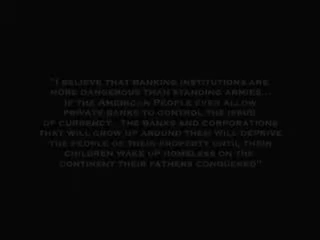 "I believe that banking institutions are
more dangerous than standing armies...
If the American People ever allow
private banks to control the issue
of currency, the banks and corporations
that will grow up around them will deprive
the people of their property until their
children wake up homeless on the
continent their fathers conquered"